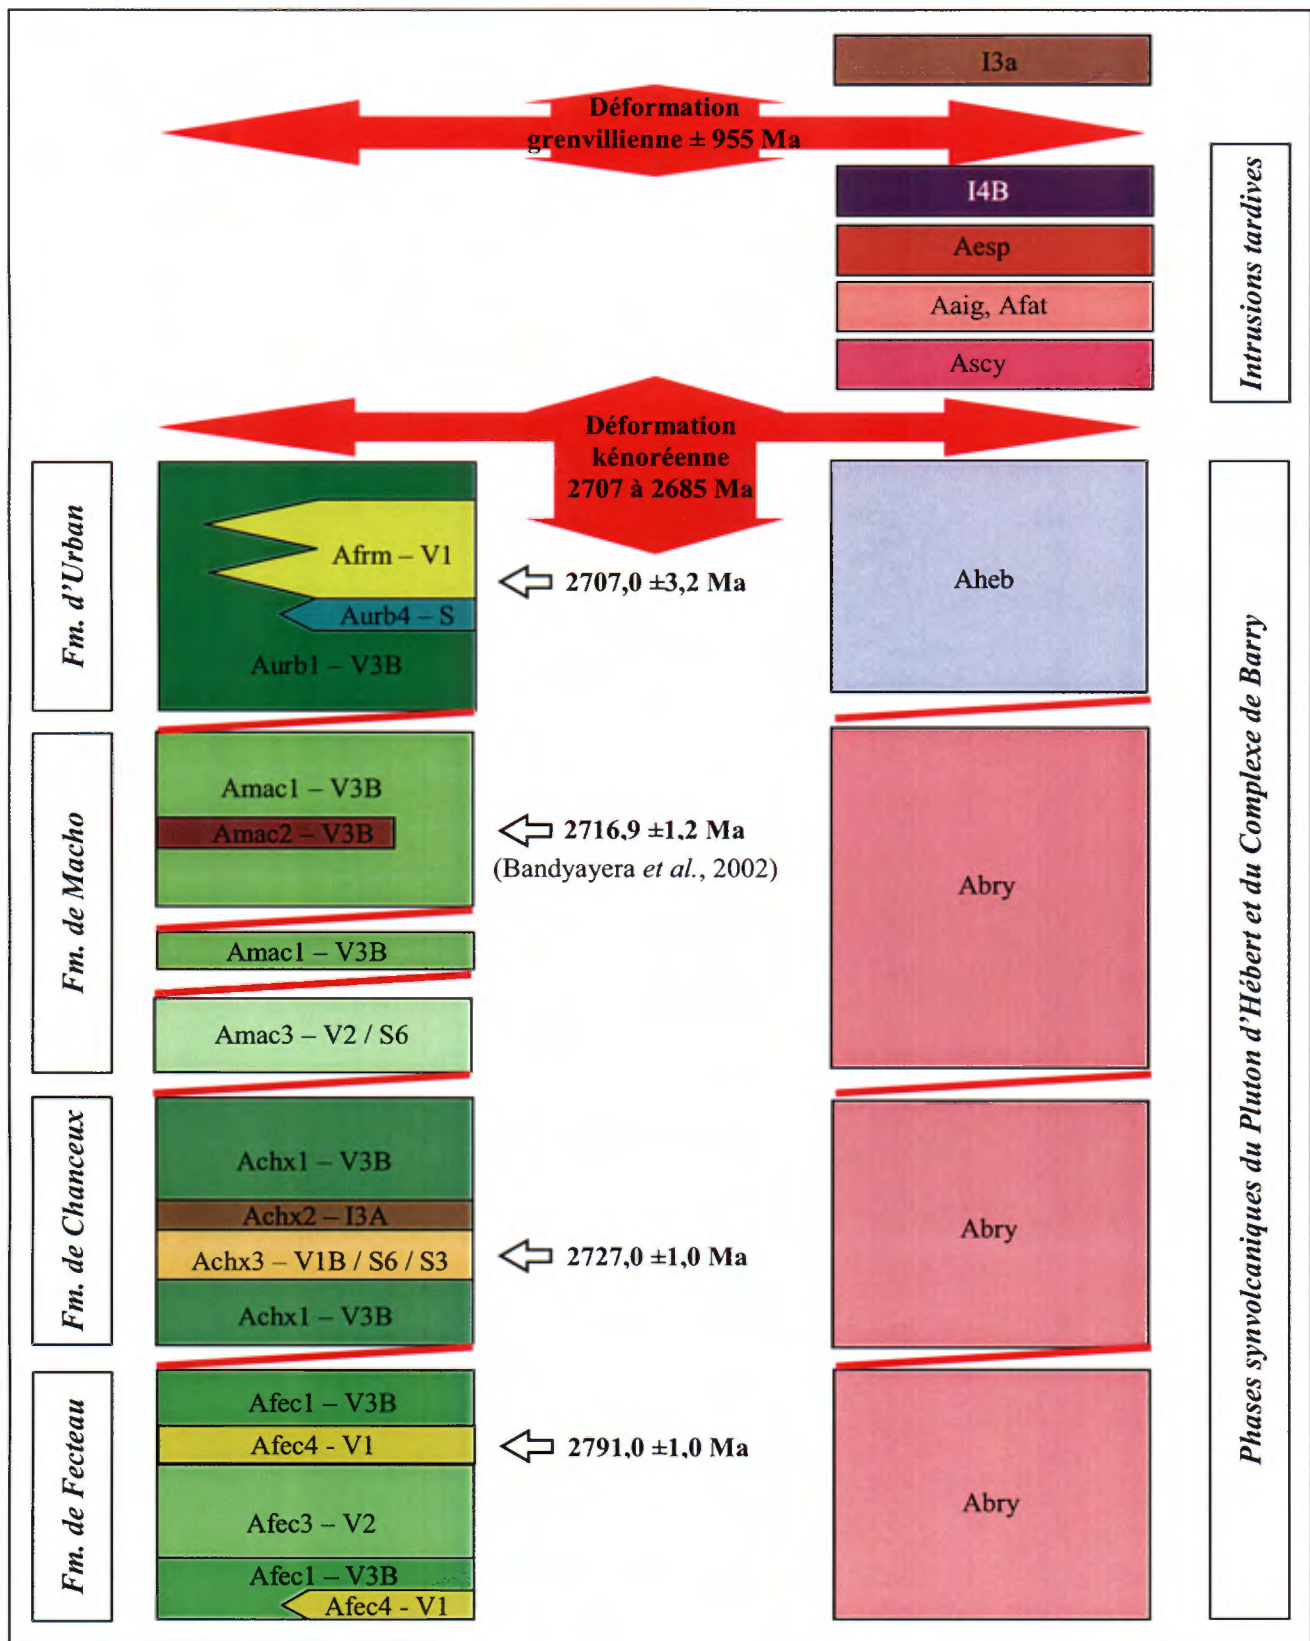 I3a
Déformation
grenvillienne ± 955 Ma
I4B
Aesp
Aaig, Afat
Ascy
Intrusions tardives
Déformation
kénoréenne
2707 à 2685 Ma
Fm. d'Urban
Afrm – V1
Aurb4 – S
Aurb1 – V3B
2707,0 ±3,2 Ma
Aheb
Fm. de Macho
Amac1 – V3B
Amac2 – V3B
2716,9 ±1,2 Ma
(Bandyayera et al., 2002)
Amac1 – V3B
Amac3 – V2 / S6
Abry
Fm. de Chanceux
Achx1 – V3B
Achx2 – I3A
Achx3 – V1B / S6 / S3
Achx1 – V3B
2727,0 ±1,0 Ma
Abry
Fm. de Fecteau
Afec1 – V3B
Afec4 - V1
2791,0 ±1,0 Ma
Afec3 – V2
Afec1 – V3B
Afec4 - V1
Abry
Phases synvolcaniques du Pluton d'Hébert et du Complexe de Barry